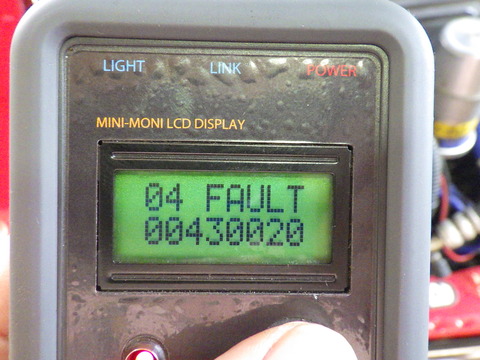 LIGHT LINK POWER
MINI-MONI LCD DISPLAY
04 FAULT
00430020